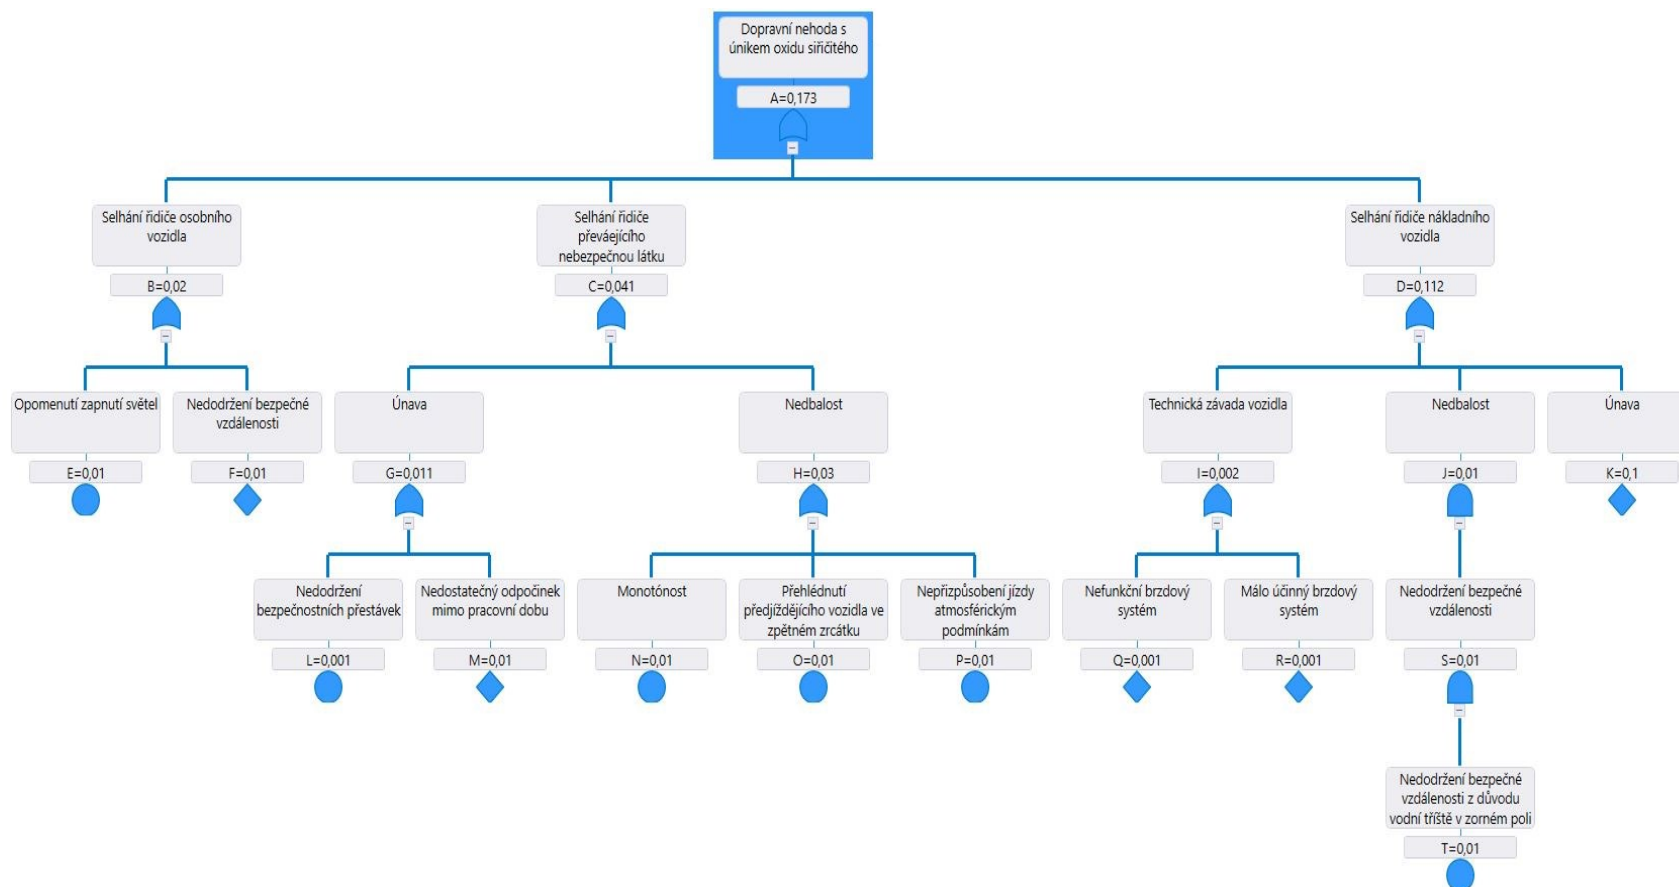 Dopravní nehoda s
únikem oxidu siřičitého
A=0,173
Selhání řidiče osobního
vozidla
B=0,02
Selhání řidiče
převáejícího
nebezpečnou látku
C=0,041
Selhání řidiče nákladního
vozidla
D=0,112
Opomenutí zapnutí světel
E=0,01
Nedodržení bezpečné
vzdálenosti
F=0,01
Únava
G=0,011
Nedbalost
H=0,03
Technická závada vozidla
I=0,002
Nedbalost
J=0,01
Únava
K=0,1
Nedodržení
bezpečnostních přestávek
L=0,001
Nedostatečný odpočinek
mimo pracovní dobu
M=0,01
Monotónost
N=0,01
Přehlédnutí
předjíždějícího vozidla ve
zpětném zrcátku
O=0,01
Nepřizpůsobení jízdy
atmosférickým
podmínkám
P=0,01
Nefunkční brzdový
systém
Q=0,001
Málo účinný brzdový
systém
R=0,001
Nedodržení bezpečné
vzdálenosti
S=0,01
Nedodržení bezpečné
vzdálenosti z důvodu
vodní tříště v zorném poli
T=0,01